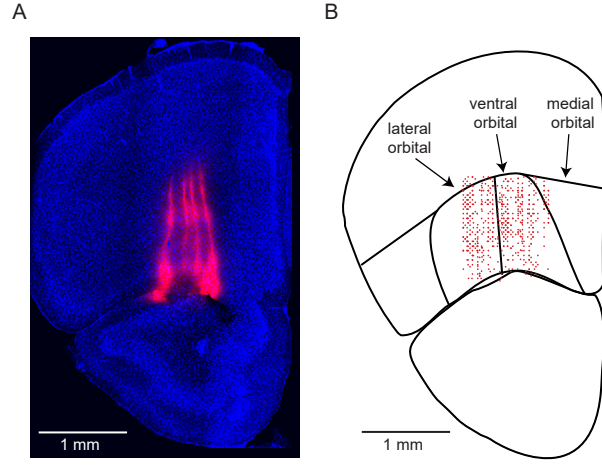 A
B
ventral
orbital
medial
orbital
lateral
orbital
1 mm
1 mm